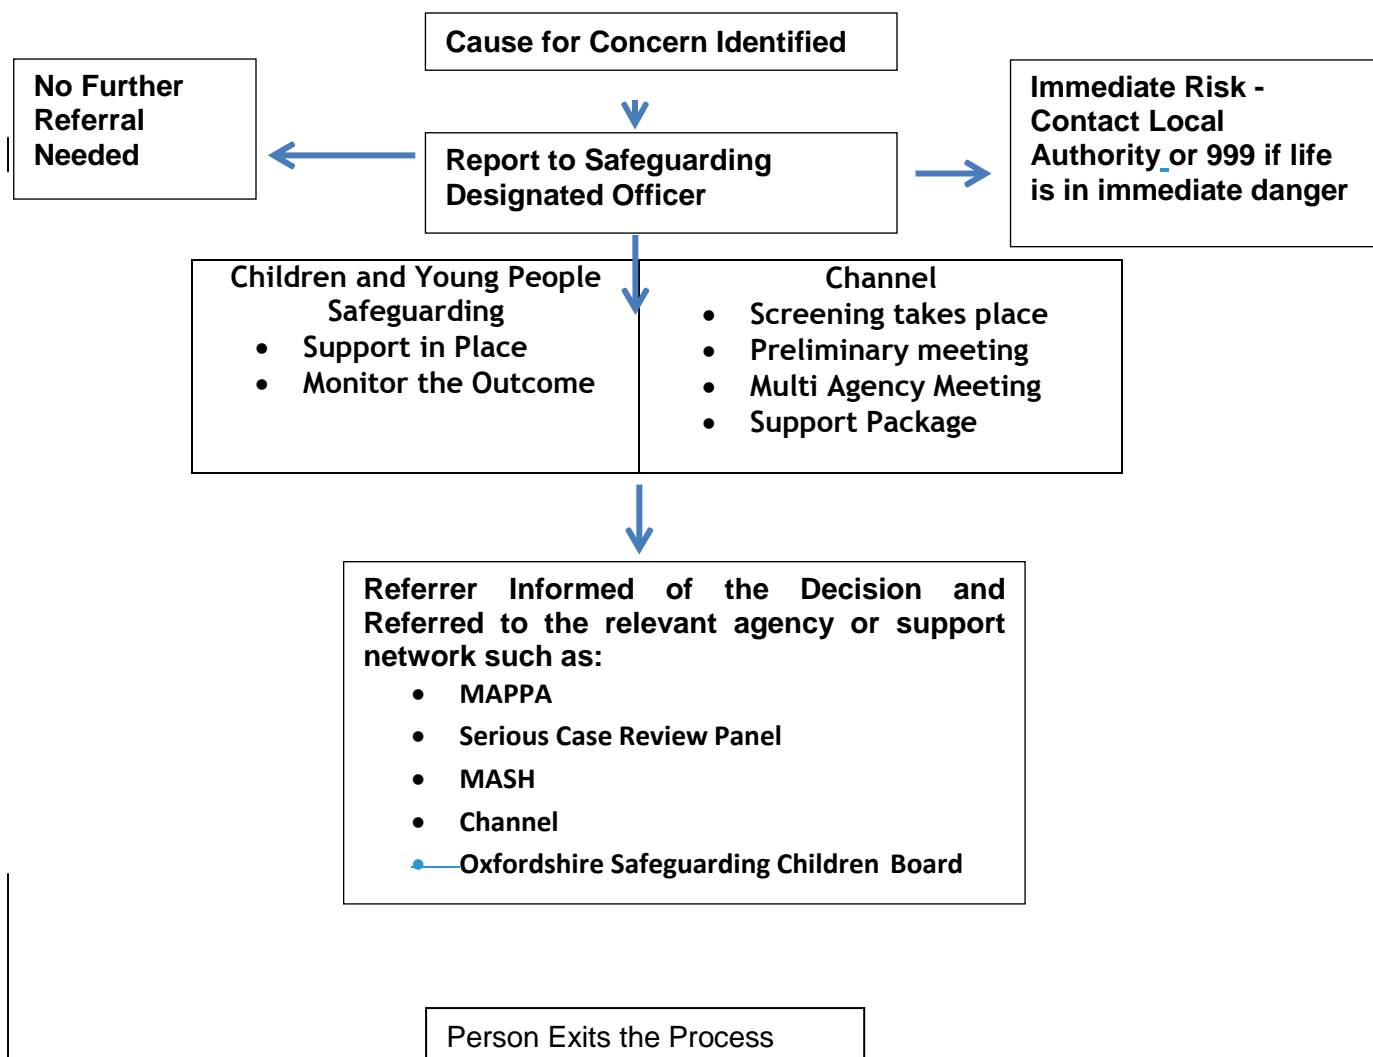 Cause for Concern Identified
No Further
Referral
Needed
Immediate Risk -
Contact Local
Authority or 999 if life
is in immediate danger
Report to Safeguarding
Designated Officer
Children and Young People
Safeguarding
• Support in Place
• Monitor the Outcome
Channel
• Screening takes place
• Preliminary meeting
• Multi Agency Meeting
• Support Package
Referrer Informed of the Decision and
Referred to the relevant agency or support
network such as:
• MAPPA
• Serious Case Review Panel
• MASH
• Channel
• Oxfordshire Safeguarding Children Board
Person Exits the Process